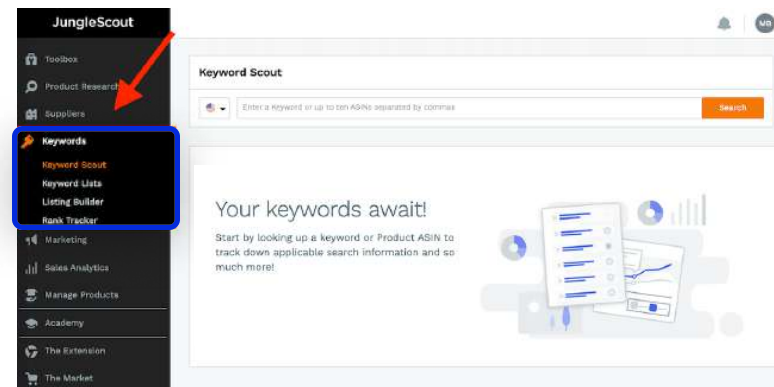 JungleScout
MD
Toolbox
Product Research
Suppliers
Keywords
Keyword Scout
Keyword Lists
Listing Builder
Rank Tracker
Marketing
Sales Analytics
Manage Products
Academy
The Extension
The Market
Keyword Scout
Enter a Keyword or up to ten ASINs separated by commas
Search
Your keywords await!
Start by looking up a keyword or Product ASIN to
track down applicable search information and so
much more!